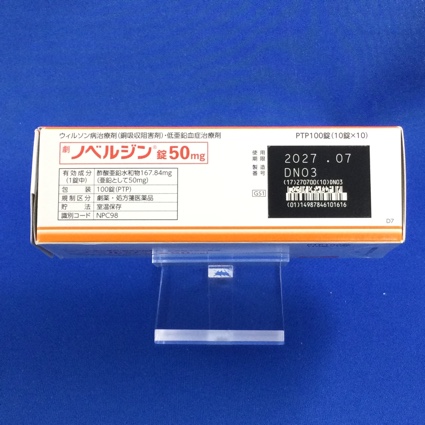 ウィルソン病治療剤(銅吸収阻害剤)・低亜鉛血症治療剤
PTP100錠(10錠×10)
劇 ノベルジン®錠50mg
有効成分(1錠中) 酢酸亜鉛水和物167.84mg
(亜鉛として50mg)
包装 100錠(PTP)
規制区分 劇薬・処方箋医薬品
貯法 室温保存
識別コード NPC98
使用期限 2027.07
製造番号 DN03
(17)270700(10)DN03
GS1
(01)14987846101616
D7